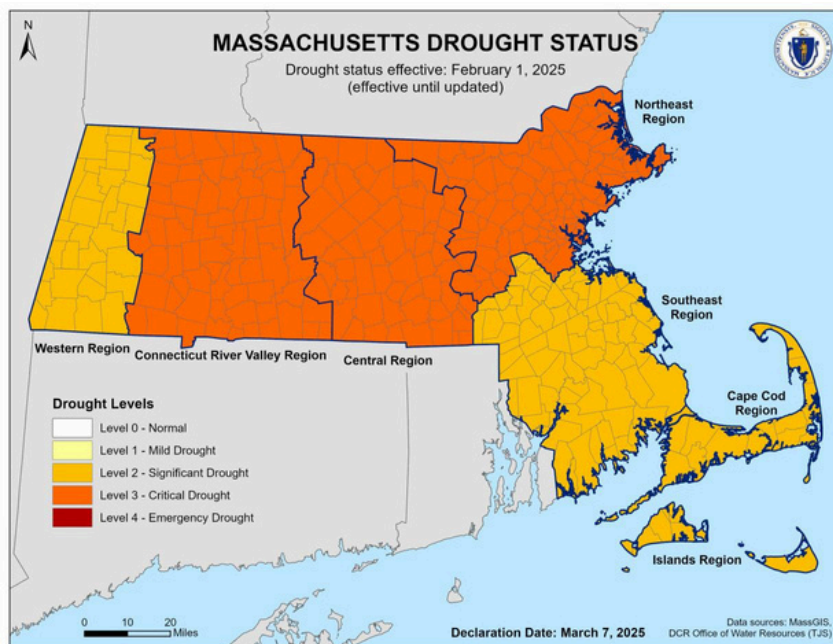 N
MASSACHUSETTS DROUGHT STATUS
Drought status effective: February 1, 2025
(effective until updated)
Northeast
Region
Southeast
Region
Western Region
Connecticut River Valley Region
Central Region
Cape Cod
Region
Drought Levels
Level 0 - Normal
Level 1 - Mild Drought
Level 2 - Significant Drought
Level 3 - Critical Drought
Level 4 - Emergency Drought
Islands Region
0 10 20
Miles
Declaration Date: March 7, 2025
Data sources: MassGIS,
DCR Office of Water Resources (TJS)